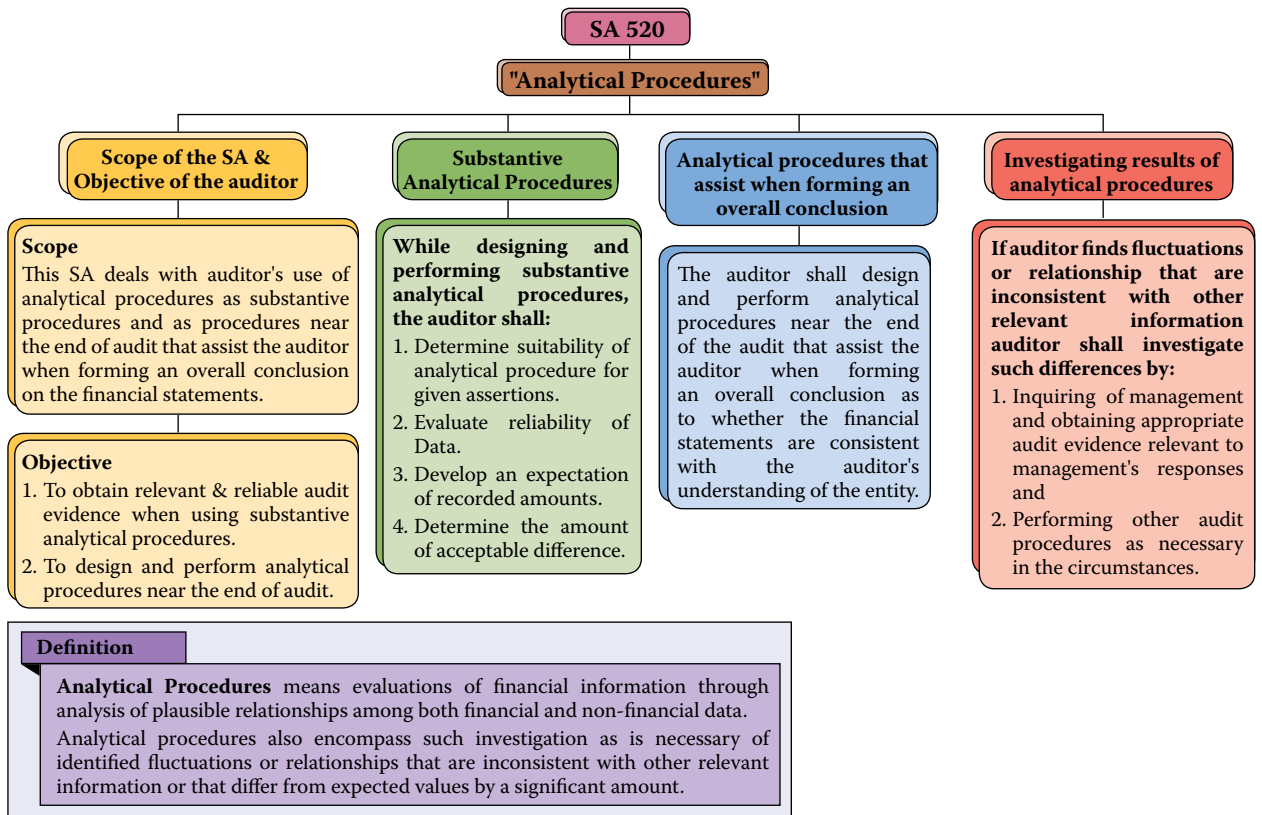 SA 520
"Analytical Procedures"
Scope of the SA &
Objective of the auditor
Scope
This SA deals with auditor's use of
analytical procedures as substantive
procedures and as procedures near
the end of audit that assist the auditor
when forming an overall conclusion
on the financial statements.
Objective
1. To obtain relevant & reliable audit
evidence when using substantive
analytical procedures.
2. To design and perform analytical
procedures near the end of audit.
Substantive
Analytical Procedures
While designing and
performing substantive
analytical procedures,
the auditor shall:
1. Determine suitability of
analytical procedure for
given assertions.
2. Evaluate reliability of
Data.
3. Develop an expectation
of recorded amounts.
4. Determine the amount
of acceptable difference.
Analytical procedures that
assist when forming an
overall conclusion
The auditor shall design
and perform analytical
procedures near the end
of the audit that assist the
auditor when forming
an overall conclusion as
to whether the financial
statements are consistent
with the auditor's
understanding of the entity.
Investigating results of
analytical procedures
If auditor finds fluctuations
or relationship that are
inconsistent with other
relevant information
auditor shall investigate
such differences by:
1. Inquiring of management
and obtaining appropriate
audit evidence relevant to
management's responses
and
2. Performing other audit
procedures as necessary
in the circumstances.
Definition
Analytical Procedures means evaluations of financial information through
analysis of plausible relationships among both financial and non-financial data.
Analytical procedures also encompass such investigation as is necessary of
identified fluctuations or relationships that are inconsistent with other relevant
information or that differ from expected values by a significant amount.